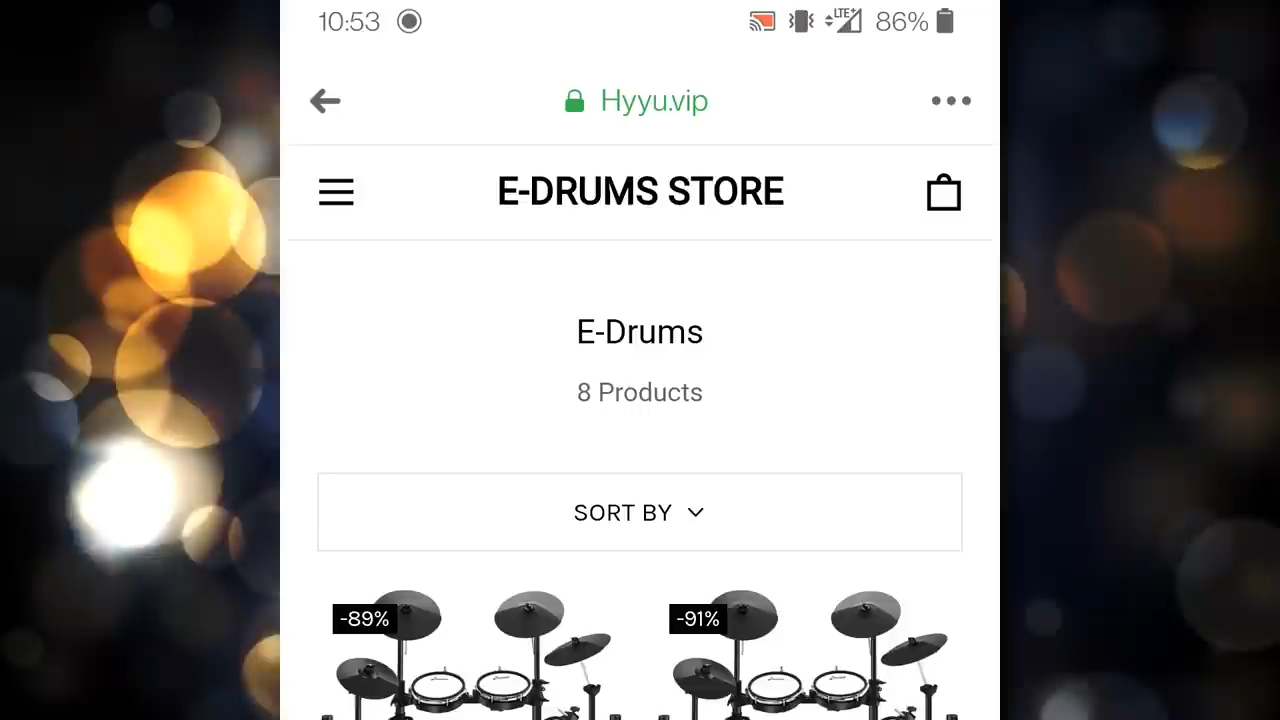 10:53 LTE+ 86%
Hyyu.vip
E-DRUMS STORE
E-Drums
8 Products
SORT BY
-89% -91%